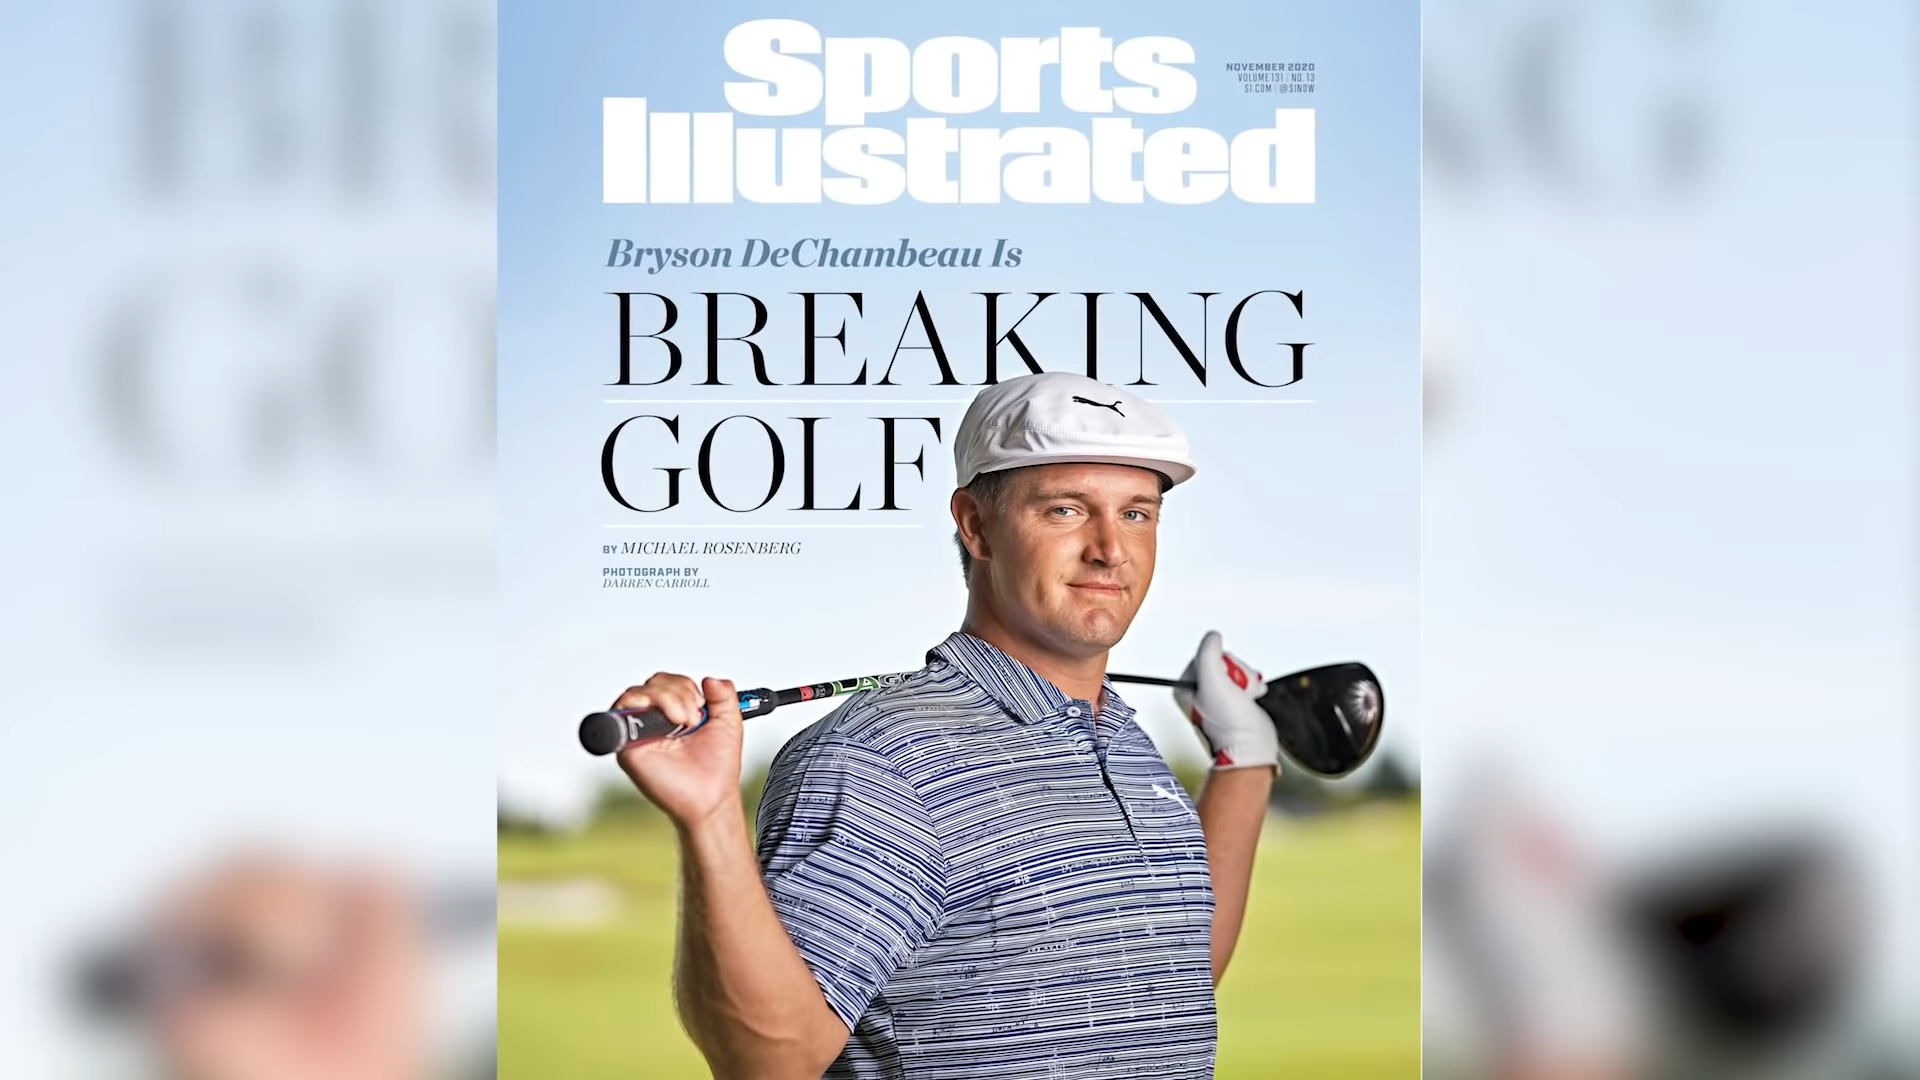 Sports
Illustrated
NOVEMBER 2020
VOLUME 131 | NO. 13
SI.COM | @SINOW
Bryson DeChambeau Is
BREAKING
GOLF
BY MICHAEL ROSENBERG
PHOTOGRAPH BY
DARREN CARROLL